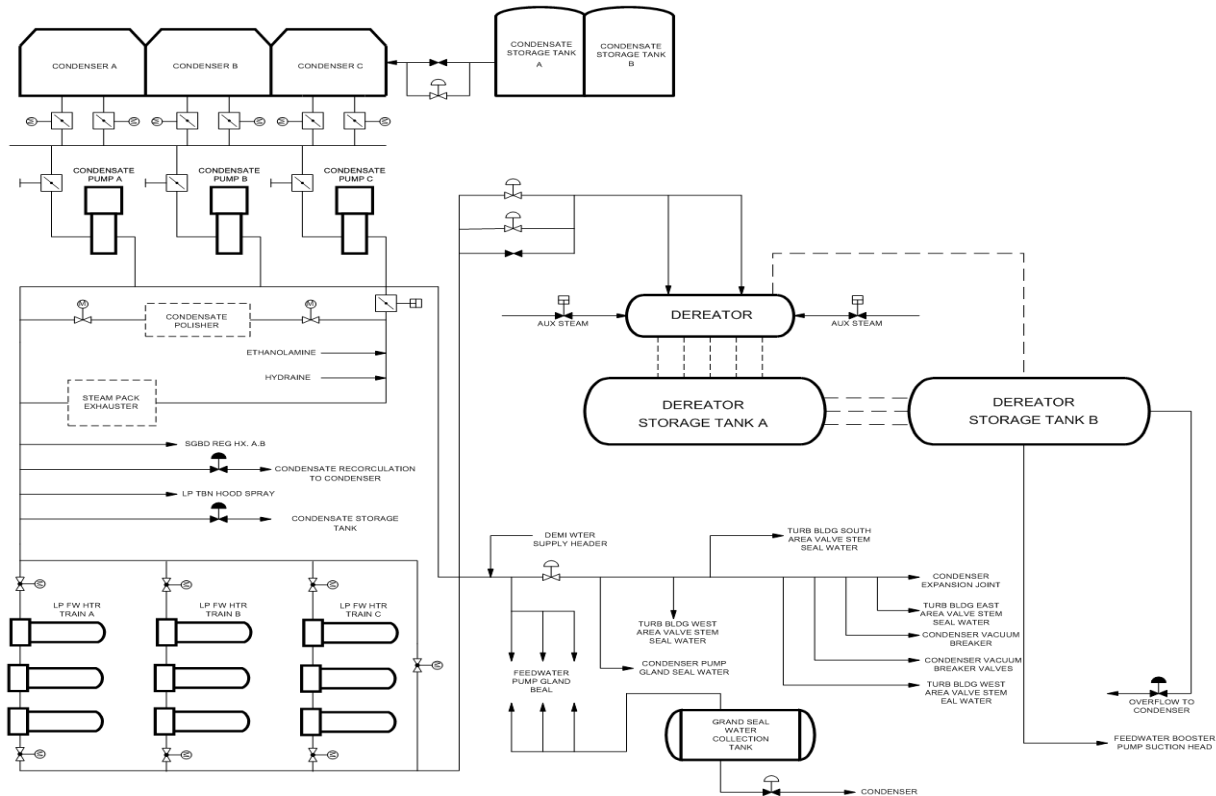 CONDENSER A
CONDENSER B
CONDENSER C
CONDENSATE
STORAGE TANK
A
CONDENSATE
STORAGE TANK
B
M
M
M
M
M
M
CONDENSATE
PUMP A
CONDENSATE
PUMP B
CONDENSATE
PUMP C
M
CONDENSATE
POLISHER
M
ETHANOLAMINE
HYDRAINE
STEAM PACK
EXHAUSTER
SGBD REG HX. A.B
CONDENSATE RECORCULATION
TO CONDENSER
LP TBN HOOD SPRAY
CONDENSATE STORAGE
TANK
AUX STEAM
DEREATOR
AUX STEAM
DEREATOR
STORAGE TANK A
DEREATOR
STORAGE TANK B
OVERFLOW TO
CONDENSER
FEEDWATER BOOSTER
PUMP SUCTION HEAD
M
M
M
LP FW HTR
TRAIN A
LP FW HTR
TRAIN B
LP FW HTR
TRAIN C
M
M
M
M
DEMI WTER
SUPPLY HEADER
TURB BLDG SOUTH
AREA VALVE STEM
SEAL WATER
CONDENSER
EXPANSION JOINT
TURB BLDG EAST
AREA VALVE STEM
SEAL WATER
CONDENSER VACUUM
BREAKER
CONDENSER VACUUM
BREAKER VALVES
TURB BLDG WEST
AREA VALVE STEM
EAL WATER
TURB BLDG WEST
AREA VALVE STEM
SEAL WATER
CONDENSER PUMP
GLAND SEAL WATER
FEEDWATER
PUMP GLAND
BEAL
GRAND SEAL
WATER
COLLECTION
TANK
CONDENSER